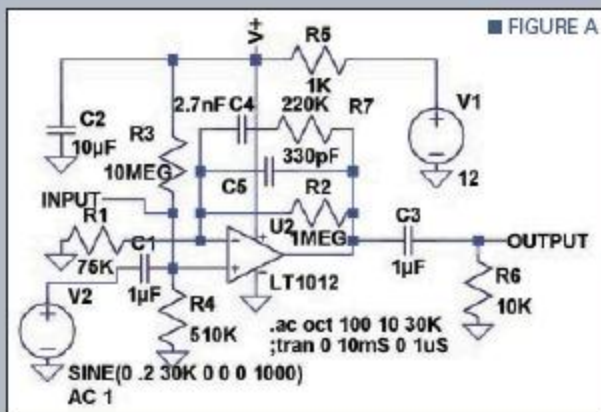 FIGURE A
V+
R5
1K
2.7nF C4
220K
R7
V1
C2
10µF
R3
10MEG
330pF
C5
12
INPUT
R2
C3
R1
C1
U2
1MEG
OUTPUT
75K
1µF
LT1012
1µF
R6
V2
R4
10K
510K
.ac oct 100 10 30K
;tran 0 10mS 0 1uS
SINE(0 .2 30K 0 0 0 1000)
AC 1